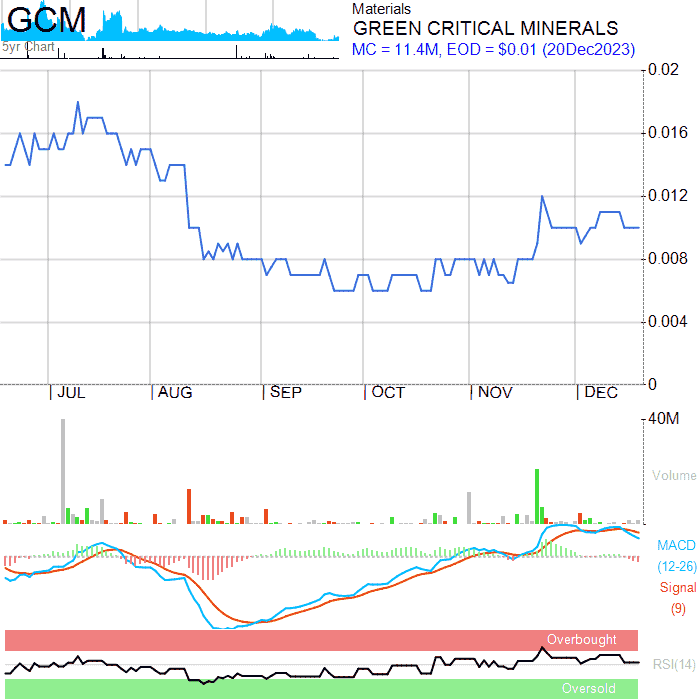 GCM
5yr Chart
Materials
GREEN CRITICAL MINERALS
MC = 11.4M, EOD = $0.01 (20Dec2023)
0.02
0.016
0.012
0.008
0.004
0
JUL AUG SEP OCT NOV DEC
40M
Volume
MACD
(12-26)
Signal
(9)
Overbought
RSI(14)
Oversold